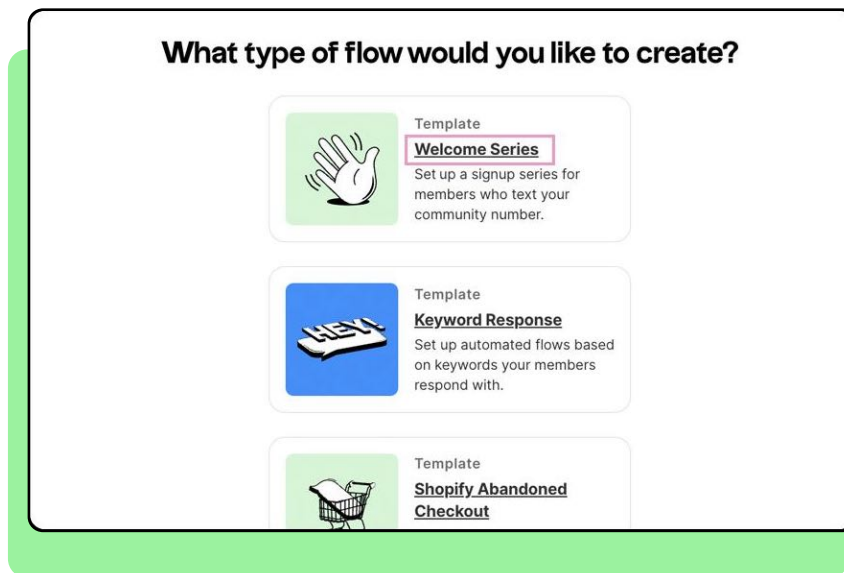 What type of flow would you like to create?
Template
Welcome Series
Set up a signup series for
members who text your
community number.
HEY!
Template
Keyword Response
Set up automated flows based
on keywords your members
respond with.
Template
Shopify Abandoned
Checkout